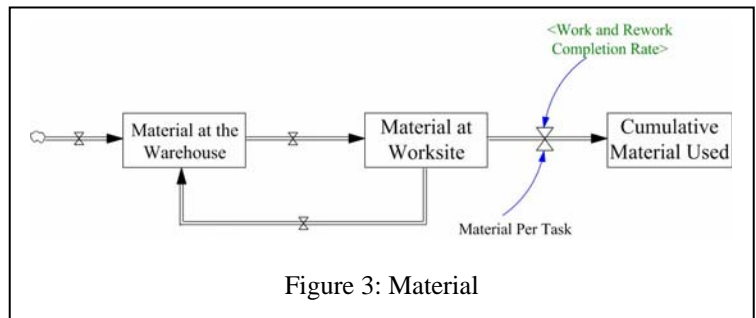 <Work and Rework
Completion Rate>
Material at the
Warehouse
Material at
Worksite
Cumulative
Material Used
Material Per Task
Figure 3: Material